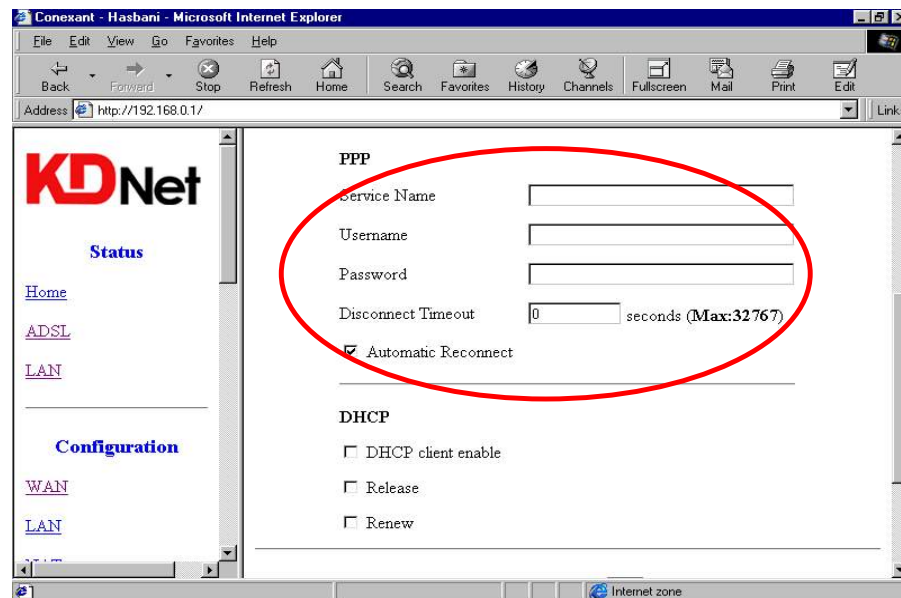 Conexant - Hasbani - Microsoft Internet Explorer
File Edit View Go Favorites Help
Back Forward Stop Refresh Home Search Favorites History Channels Fullscreen Mail Print Edit
Address http://192.168.0.1/ Link
KDNet
Status
Home
ADSL
LAN
Configuration
WAN
LAN
PPP
Service Name
Username
Password
Disconnect Timeout 0 seconds (Max:32767)
Automatic Reconnect
DHCP
DHCP client enable
Release
Renew
Internet zone